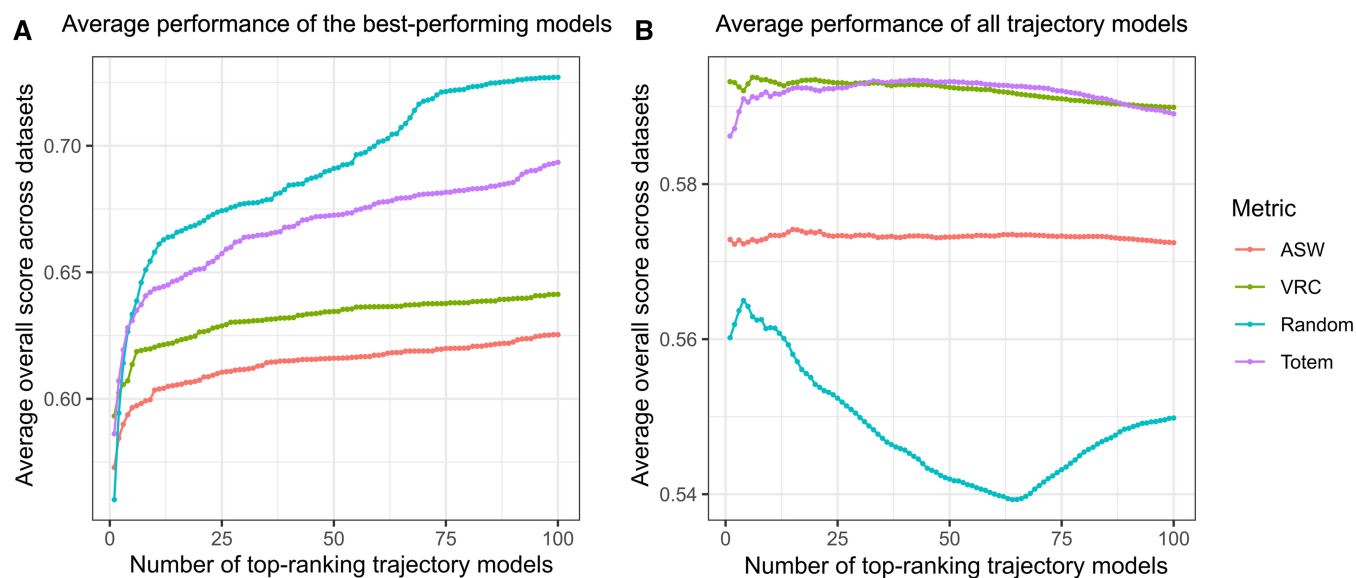 A
Average performance of the best-performing models
Average overall score across datasets
0.70
0.65
0.60
0
25
50
75
100
Number of top-ranking trajectory models
B
Average performance of all trajectory models
Average overall score across datasets
0.58
0.56
0.54
0
25
50
75
100
Number of top-ranking trajectory models
Metric
ASW
VRC
Random
Totem